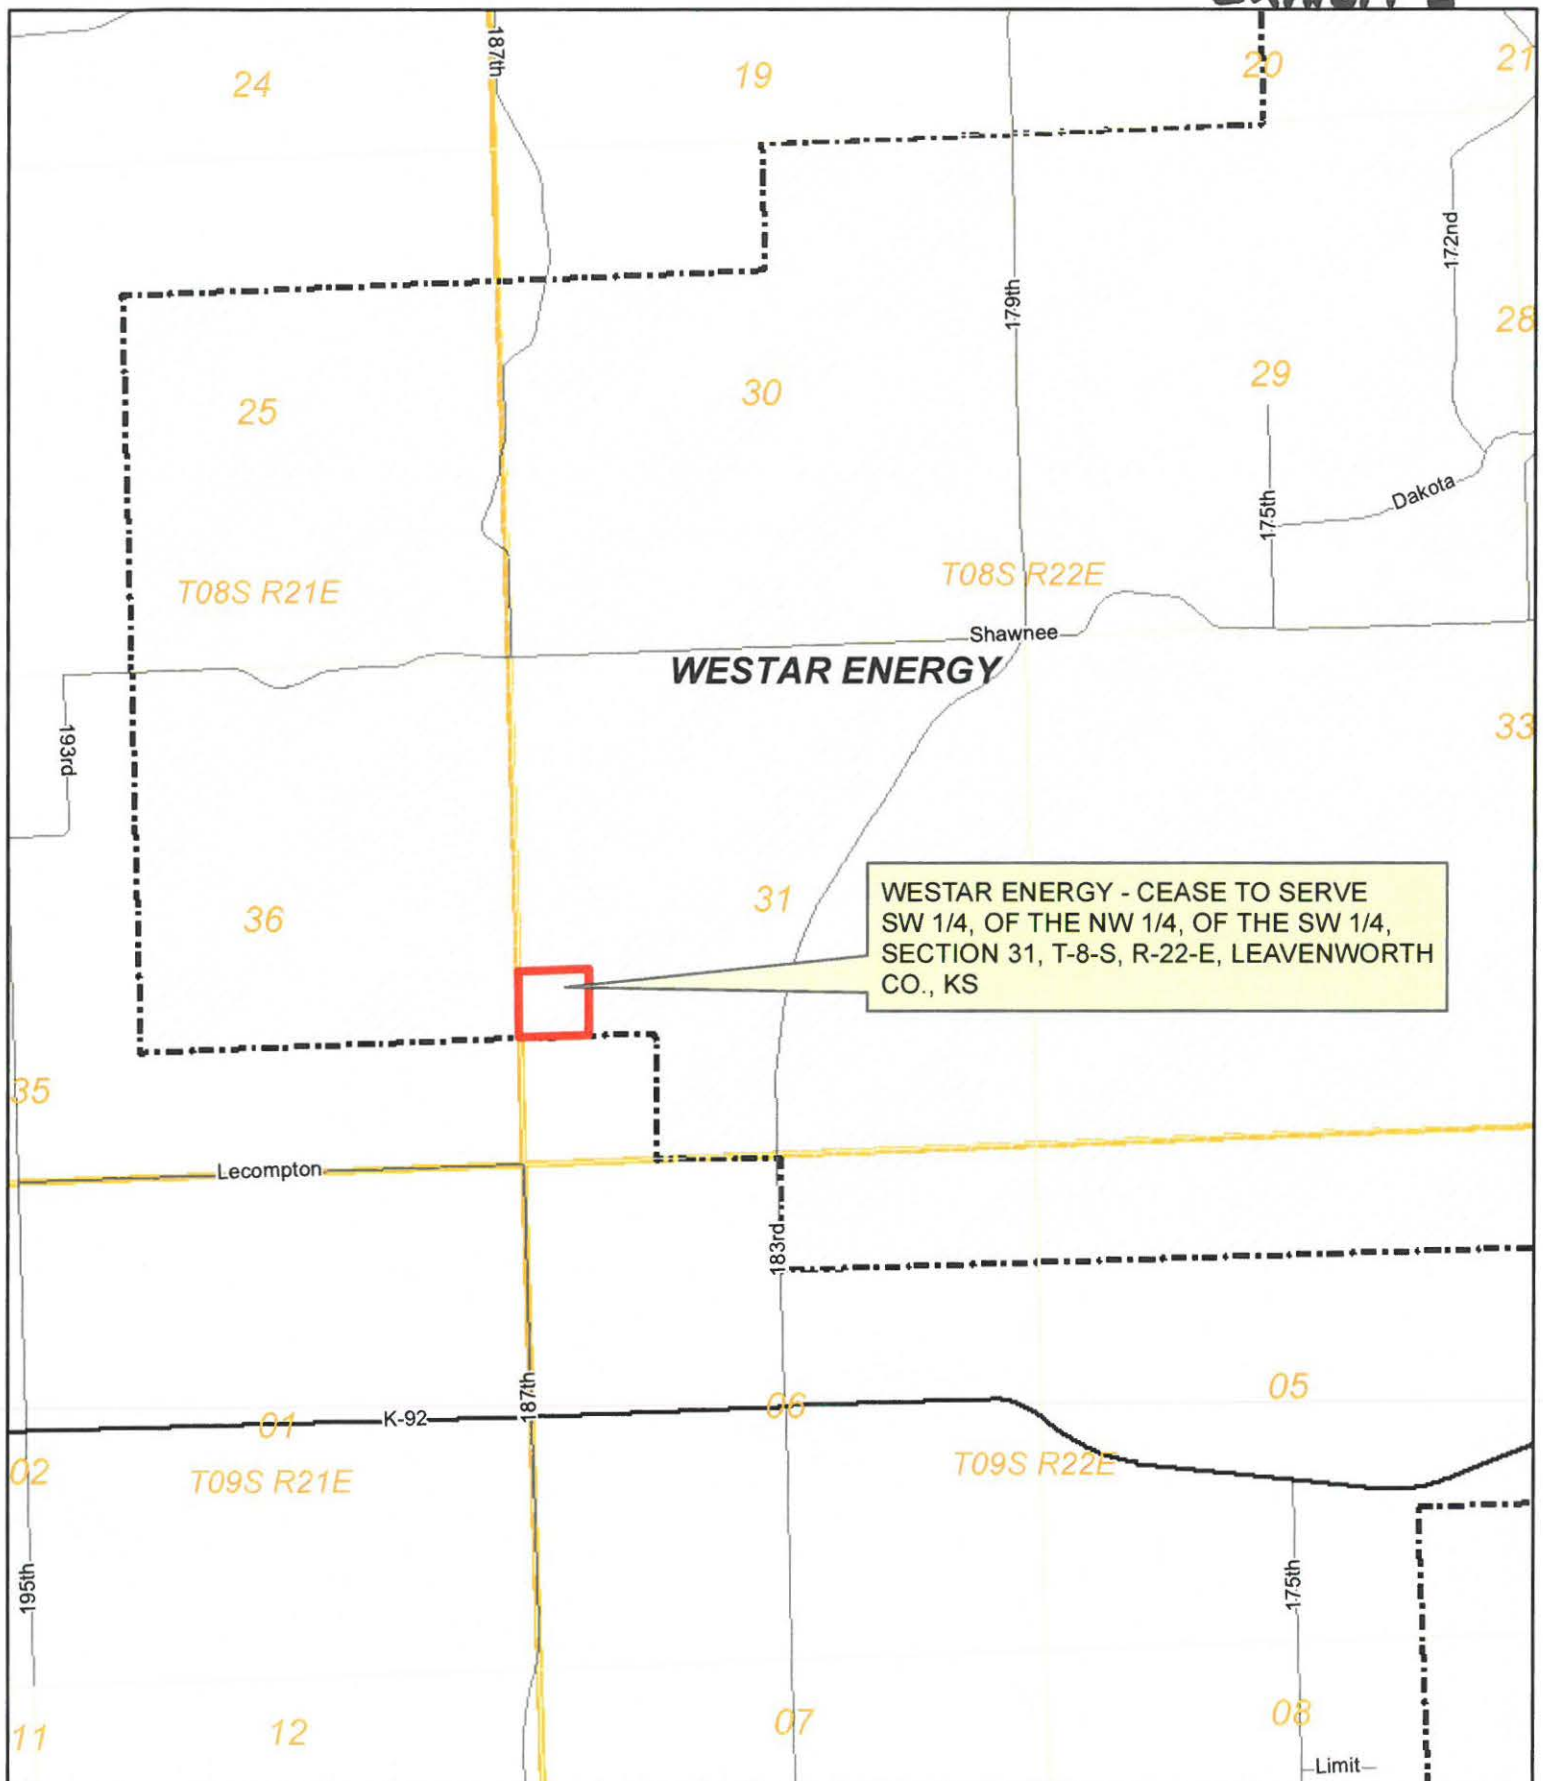 187th
24
19
20
21
172nd
179th
28
29
30
25
175th
Dakota
T08S R21E
T08S R22E
Shawnee
WESTAR ENERGY
193rd
33
36
31
WESTAR ENERGY - CEASE TO SERVE
SW 1/4, OF THE NW 1/4, OF THE SW 1/4,
SECTION 31, T-8-S, R-22-E, LEAVENWORTH
CO., KS
35
Lecompton
183rd
187th
05
06
01
K-92
02
T09S R21E
T09S R22E
195th
175th
11
12
07
08
Limit